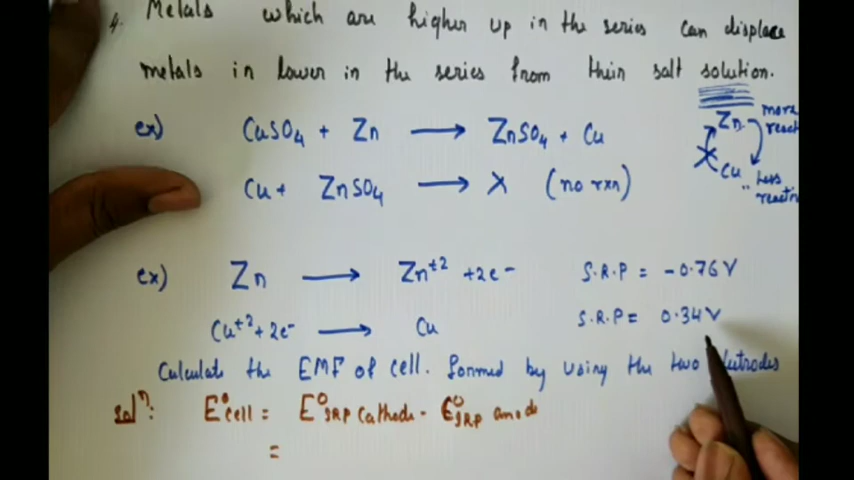 4. Metals which are higher up in the series can displace
metals in lower in the series from their salt solution.
ex) CuSO4 + Zn → ZnSO4 + Cu
Cu + ZnSO4 → X (no rxn)
Zn more
react
Cu Less
reactin
ex) Zn → Zn+2 + 2e- S.R.P = -0.76V
Cu+2 + 2e- → Cu S.R.P = 0.34V
Calculate the EMF of cell. formed by using the two
Soln: E°cell = E°SRP Cathode - E°SRP anode
=